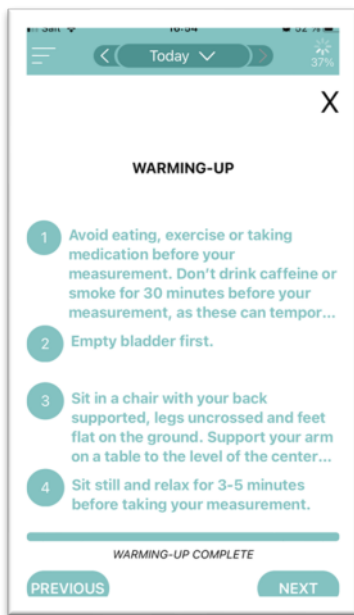 Today
37%
X
WARMING-UP
1 Avoid eating, exercise or taking
medication before your
measurement. Don't drink caffeine or
smoke for 30 minutes before your
measurement, as these can tempor...
2 Empty bladder first.
3 Sit in a chair with your back
supported, legs uncrossed and feet
flat on the ground. Support your arm
on a table to the level of the center...
4 Sit still and relax for 3-5 minutes
before taking your measurement.
WARMING-UP COMPLETE
PREVIOUS NEXT